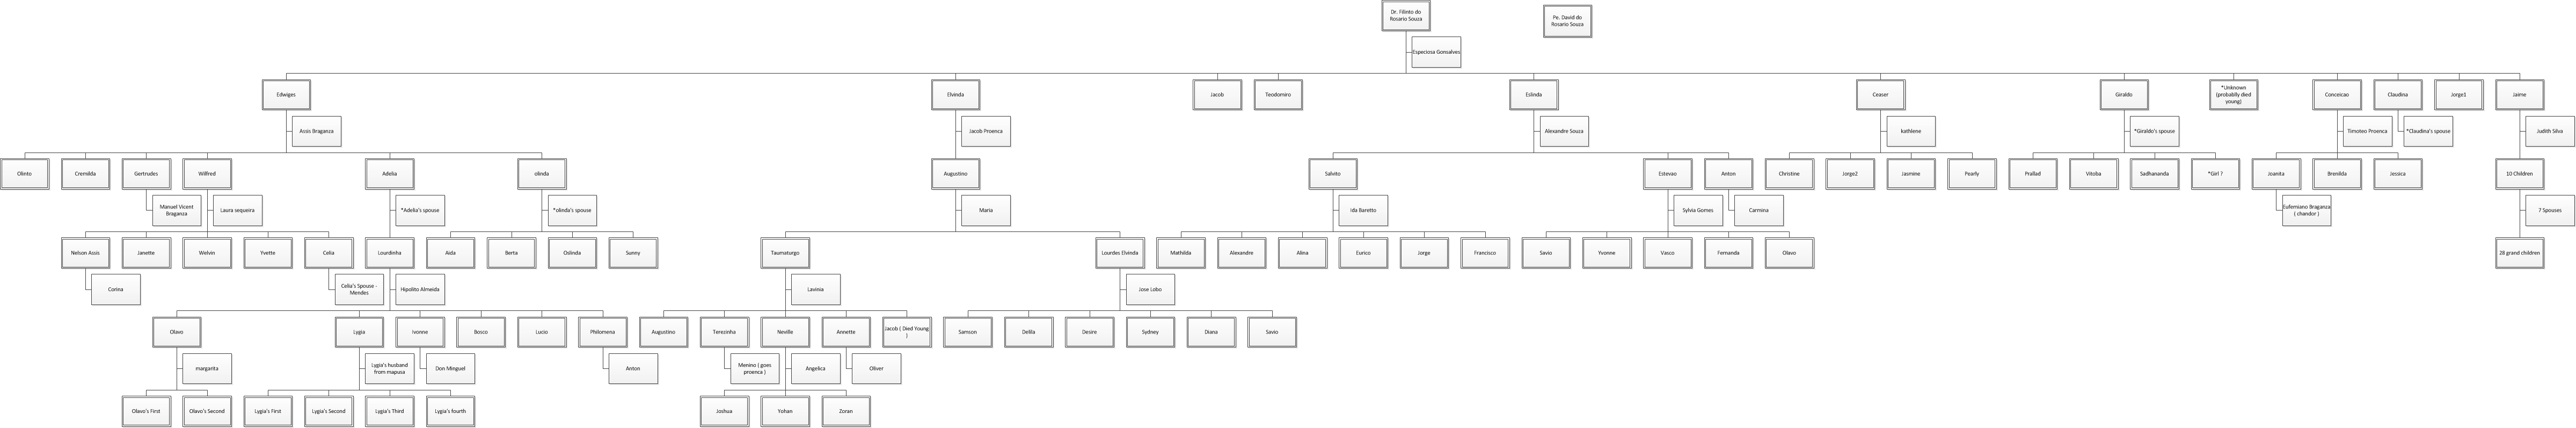 Dr. Filinto do
Rosario Souza
Pe. David do
Rosario Souza
Especiosa Gonsalves
Edwiges
Elvinda
Jacob
Teodomiro
Eslinda
Ceaser
Giraldo
*Unknown
(probablly died
young)
Conceicao
Claudina
Jorge1
Jaime
Assis Braganza
Jacob Proenca
Alexandre Souza
kathlene
*Giraldo's spouse
Timoteo Proenca
*Claudina's spouse
Judith Silva
Olinto
Cremilda
Gertrudes
Wilfred
Adelia
olinda
Augustino
Salvito
Estevao
Anton
Christine
Jorge2
Jasmine
Pearly
Prallad
Vitoba
Sadhananda
*Girl ?
Joanita
Brenilda
Jessica
10 Children
Manuel Vicent
Braganza
Laura sequeira
*Adelia's spouse
*olinda's spouse
Maria
Ida Baretto
Sylvia Gomes
Carmina
Eufemiano Braganza
( chandor )
7 Spouses
Nelson Assis
Janette
Welvin
Yvette
Celia
Lourdinha
Aida
Berta
Oslinda
Sunny
Taumaturgo
Lourdes Elvinda
Mathilda
Alexandre
Alina
Eurico
Jorge
Francisco
Savio
Yvonne
Vasco
Fernanda
Olavo
28 grand children
Corina
Celia's Spouse -
Mendes
Hipolito Almeida
Lavinia
Jose Lobo
Olavo
Lygia
Ivonne
Bosco
Lucio
Philomena
Augustino
Terezinha
Neville
Annette
Jacob ( Died Young
)
Samson
Delila
Desire
Sydney
Diana
Savio
margarita
Lygia's husband
from mapusa
Don Minguel
Anton
Menino ( goes
proenca )
Angelica
Oliver
Olavo's First
Olavo's Second
Lygia's First
Lygia's Second
Lygia's Third
Lygia's fourth
Joshua
Yohan
Zoran